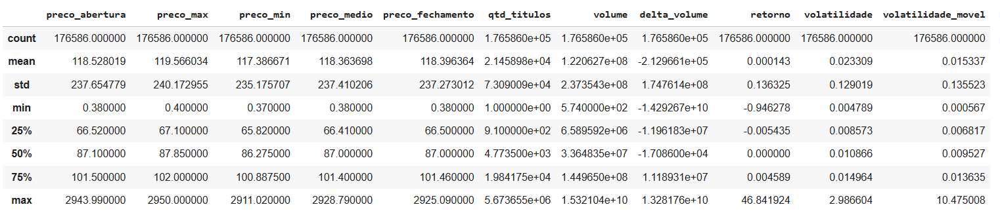 preco_abertura preco_max preco_min preco_medio preco_fechamento qtd_titulos volume delta_volume retorno volatilidade volatilidade_movel
count 176586.000000 176586.000000 176586.000000 176586.000000 176586.000000 1.765860e+05 1.765860e+05 1.765860e+05 176586.000000 176586.000000 176586.000000
mean 118.528019 119.566034 117.386671 118.363698 118.396364 2.145898e+04 1.220627e+08 -2.129661e+05 0.000143 0.023309 0.015337
std 237.654779 240.172955 235.175707 237.410206 237.273012 7.309009e+04 2.373543e+08 1.747614e+08 0.136325 0.129019 0.135523
min 0.380000 0.400000 0.370000 0.380000 0.380000 1.000000e+00 5.740000e+02 -1.429267e+10 -0.946278 0.004789 0.000567
25% 66.520000 67.100000 65.820000 66.410000 66.500000 9.100000e+02 6.589592e+06 -1.196183e+07 -0.005435 0.008573 0.006817
50% 87.100000 87.850000 86.275000 87.000000 87.000000 4.773500e+03 3.364835e+07 -1.708600e+04 0.000000 0.010866 0.009527
75% 101.500000 102.000000 100.887500 101.400000 101.460000 1.984175e+04 1.449650e+08 1.118931e+07 0.004589 0.014964 0.013635
max 2943.990000 2950.000000 2911.020000 2928.790000 2925.090000 5.673655e+06 1.532104e+10 1.328176e+10 46.841924 2.986604 10.475008